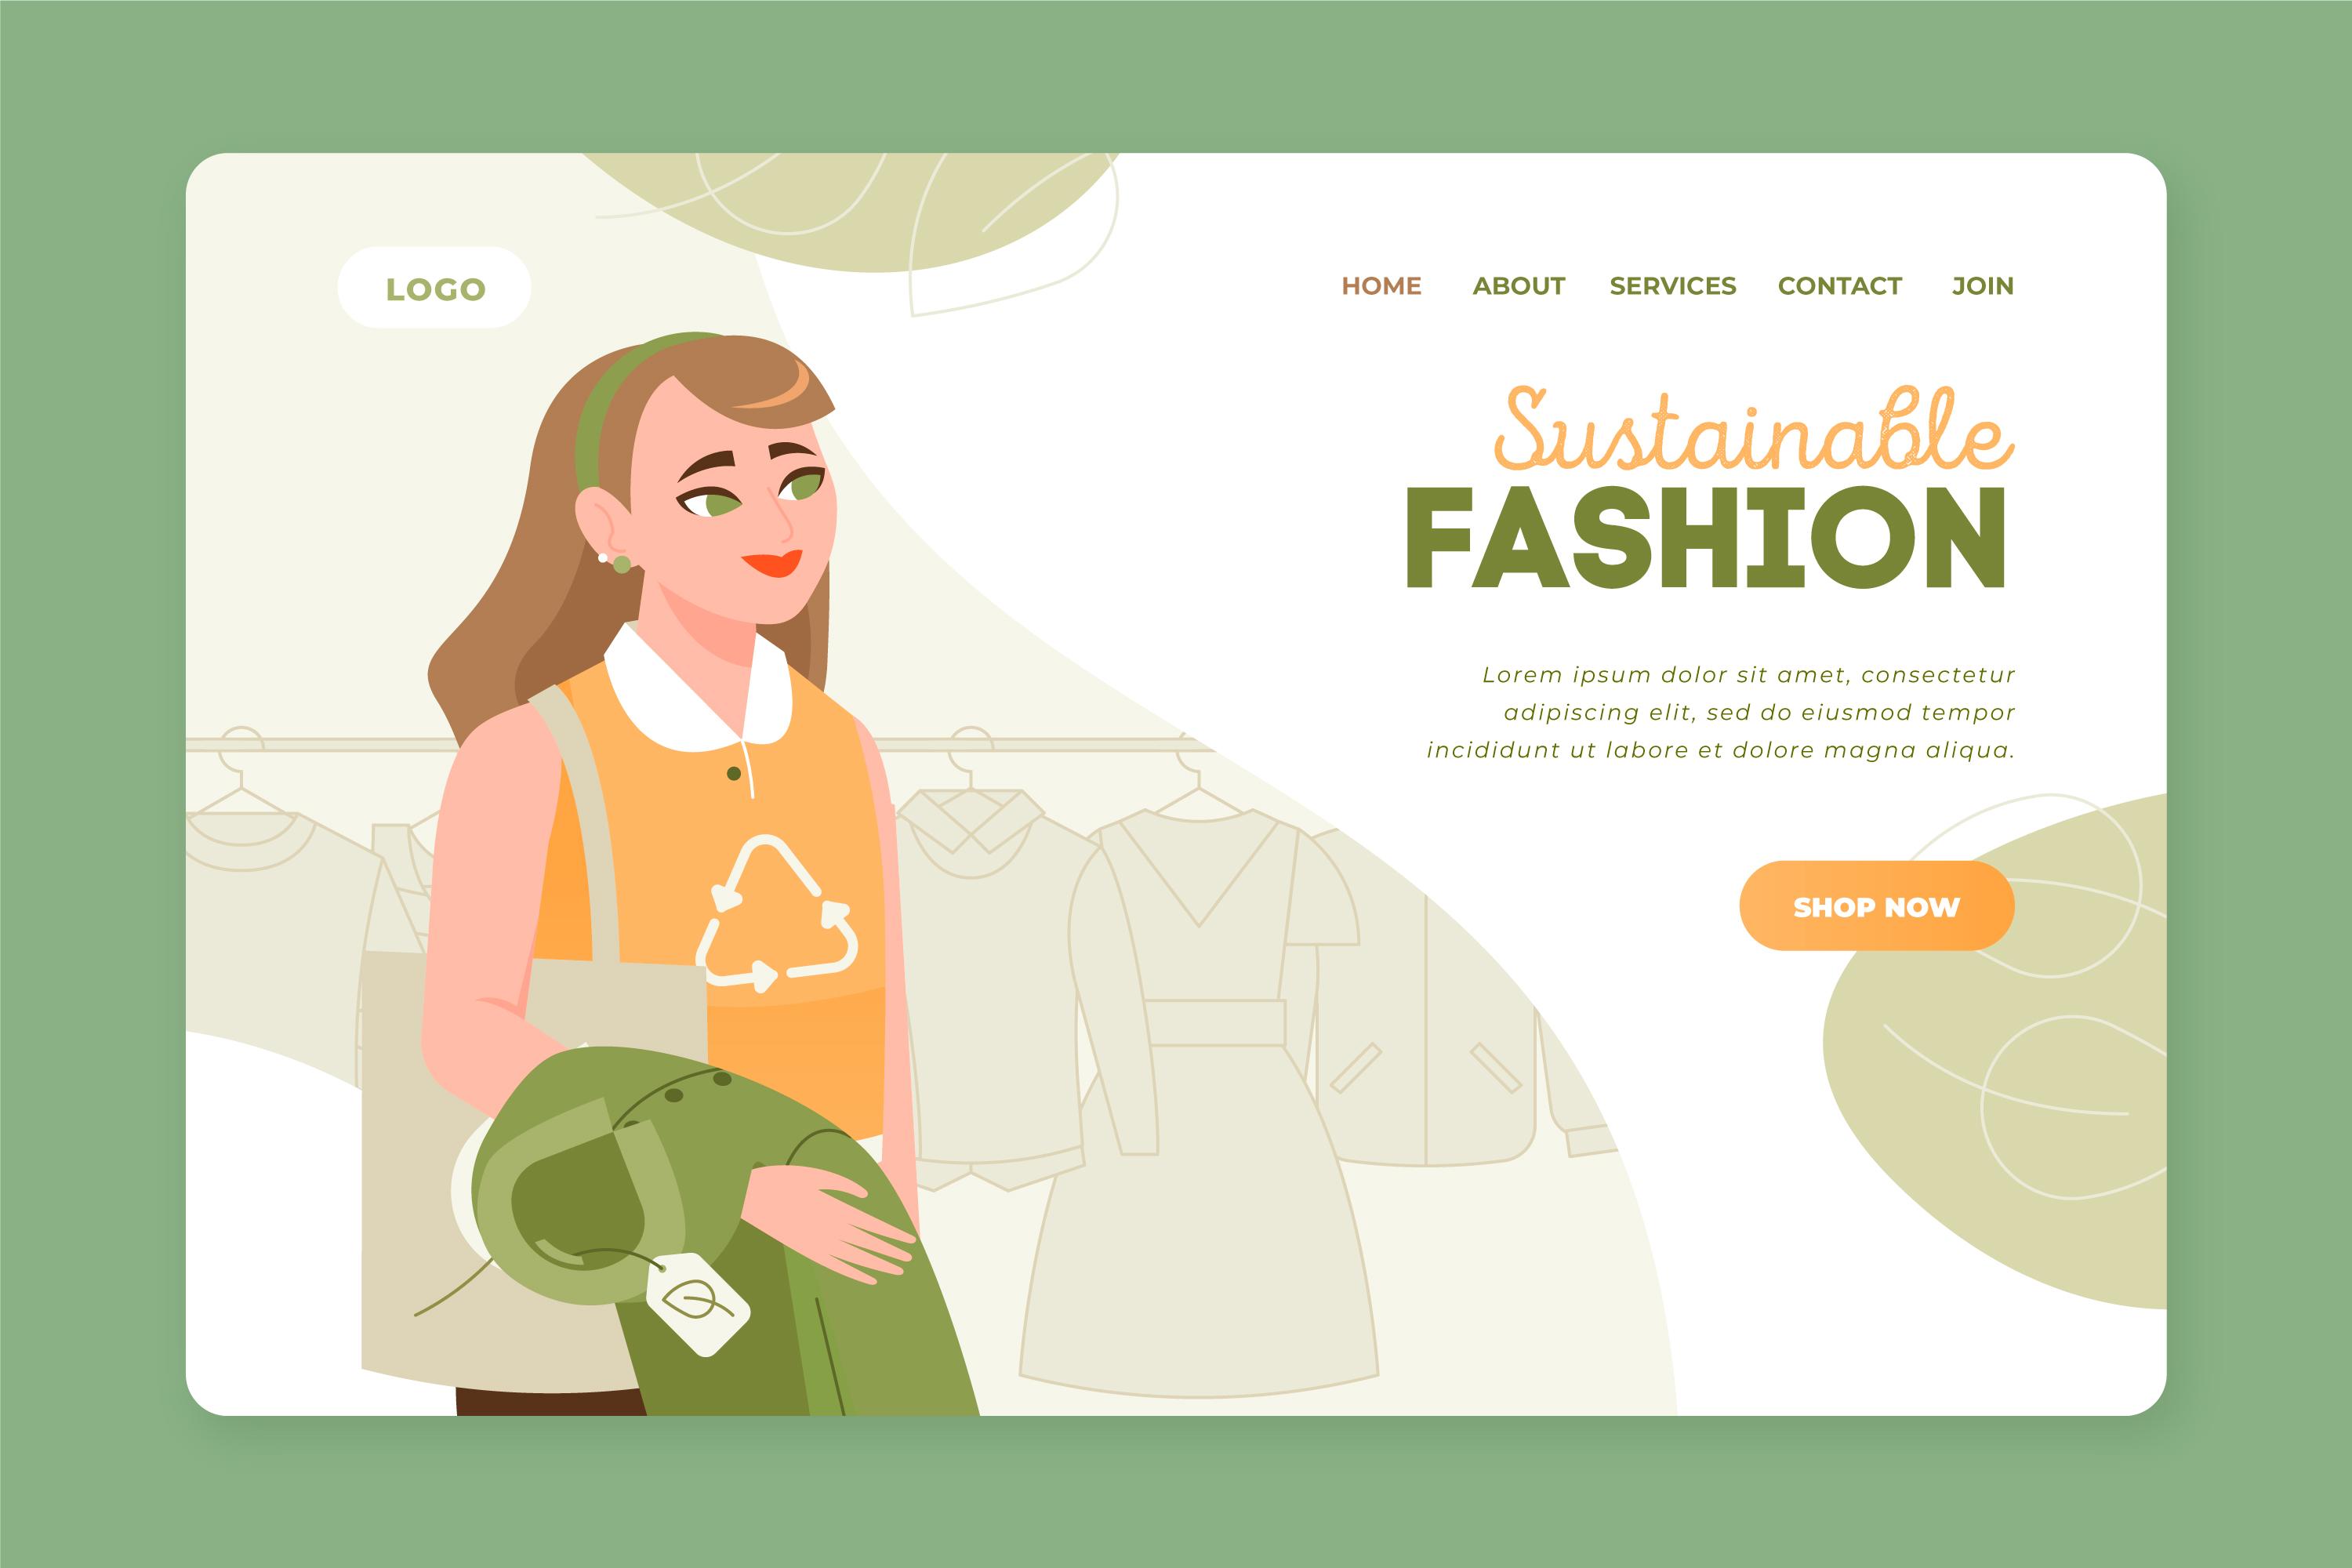 LOGO
HOME ABOUT SERVICES CONTACT JOIN
Sustainable
FASHION
Lorem ipsum dolor sit amet, consectetur
adipiscing elit, sed do eiusmod tempor
incididunt ut labore et dolore magna aliqua.
SHOP NOW